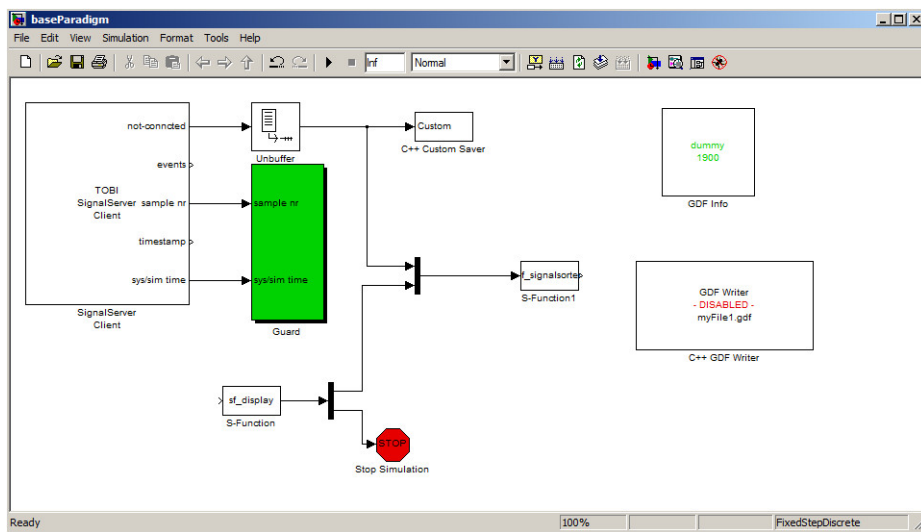 baseParadigm
File Edit View Simulation Format Tools Help
Inf Normal
not-conncted
events
TOBI
SignalServer
Client
sample nr
timestamp
sys/sim time
SignalServer
Client
Unbuffer
sample nr
sys/sim time
Guard
Custom
C++ Custom Saver
dummy
1900
GDF Info
f_signalsorte
S-Function1
GDF Writer
- DISABLED -
myFile1.gdf
C++ GDF Writer
sf_display
S-Function
STOP
Stop Simulation
Ready 100% FixedStepDiscrete